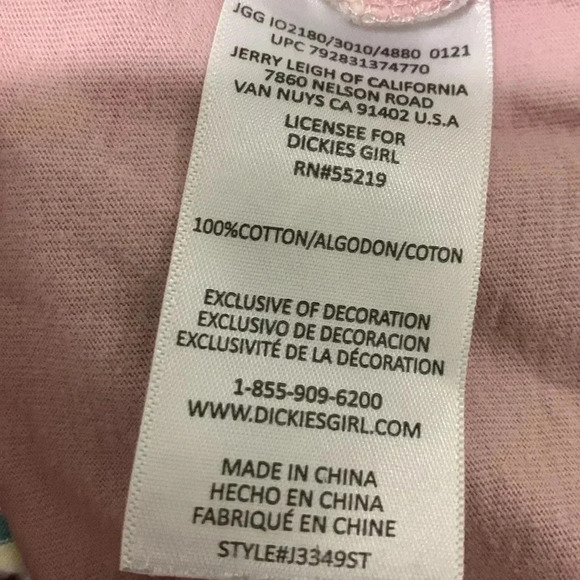 JGG IO2180/3010/4880 0121
UPC 792831374770
JERRY LEIGH OF CALIFORNIA
7860 NELSON ROAD
VAN NUYS CA 91402 U.S.A
LICENSEE FOR
DICKIES GIRL
RN#55219
100%COTTON/ALGODON/COTON
EXCLUSIVE OF DECORATION
EXCLUSIVO DE DECORACION
EXCLUSIVITÉ DE LA DÉCORATION
1-855-909-6200
WWW.DICKIESGIRL.COM
MADE IN CHINA
HECHO EN CHINA
FABRIQUÉ EN CHINE
STYLE#J3349ST